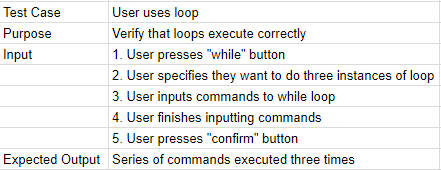 Test Case User uses loop
Purpose Verify that loops execute correctly
Input 1. User presses "while" button
2. User specifies they want to do three instances of loop
3. User inputs commands to while loop
4. User finishes inputting commands
5. User presses "confirm" button
Expected Output Series of commands executed three times